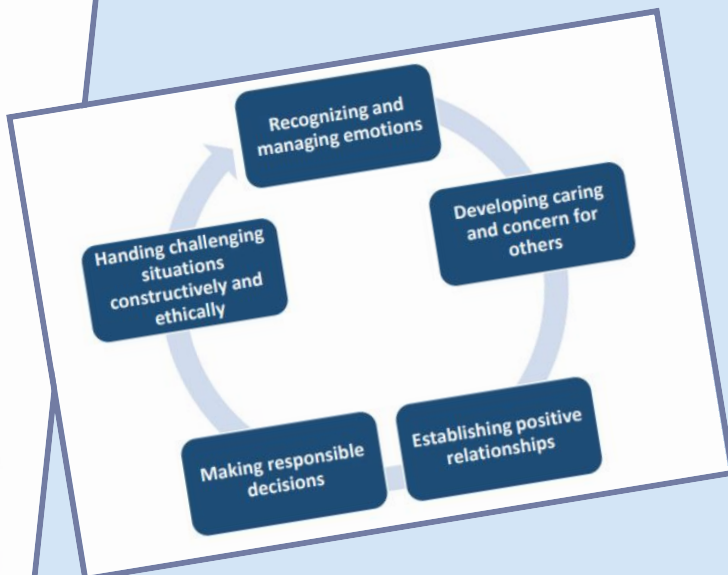 Recognizing and
managing emotions
Developing caring
and concern for
others
Establishing positive
relationships
Making responsible
decisions
Handing challenging
situations
constructively and
ethically